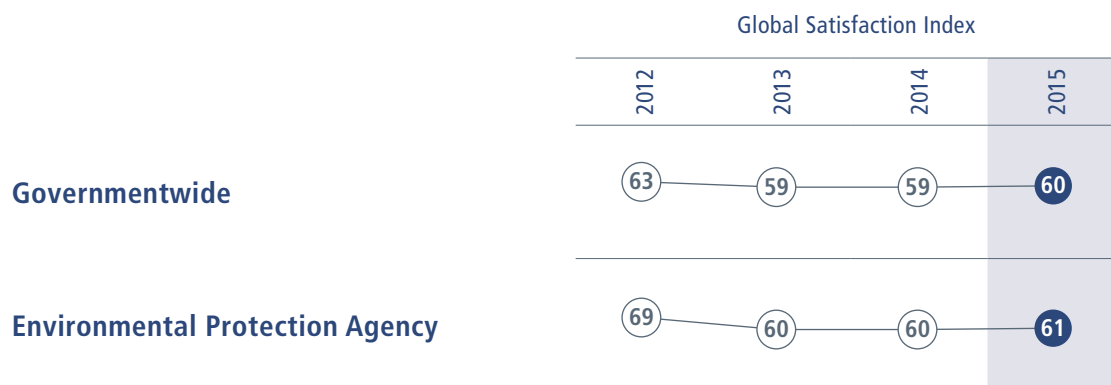 Global Satisfaction Index
2012 2013 2014 2015
Governmentwide 63 59 59 60
Environmental Protection Agency 69 60 60 61